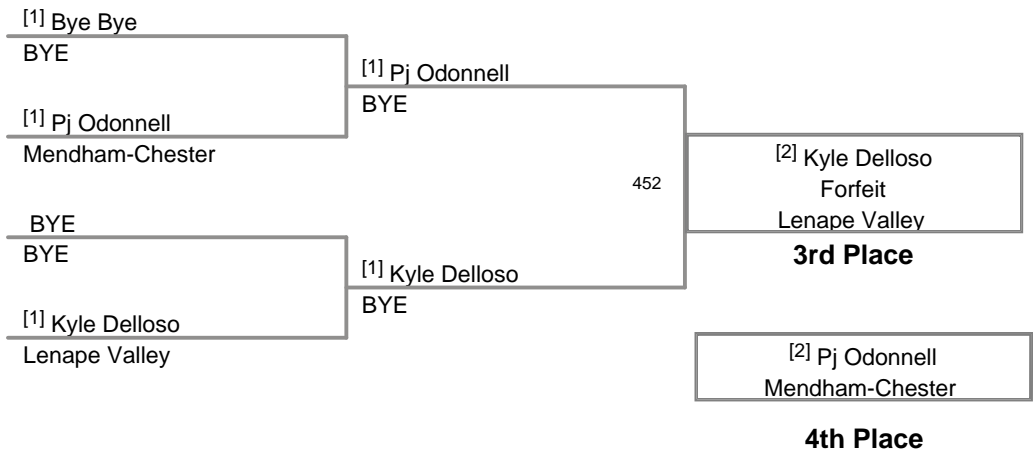 [1] Bye Bye
BYE
[1] Pj Odonnell
BYE
[1] Pj Odonnell
Mendham-Chester
[2] Kyle Delloso
Forfeit
Lenape Valley
452
3rd Place
BYE
BYE
[1] Kyle Delloso
BYE
[1] Kyle Delloso
Lenape Valley
[2] Pj Odonnell
Mendham-Chester
4th Place